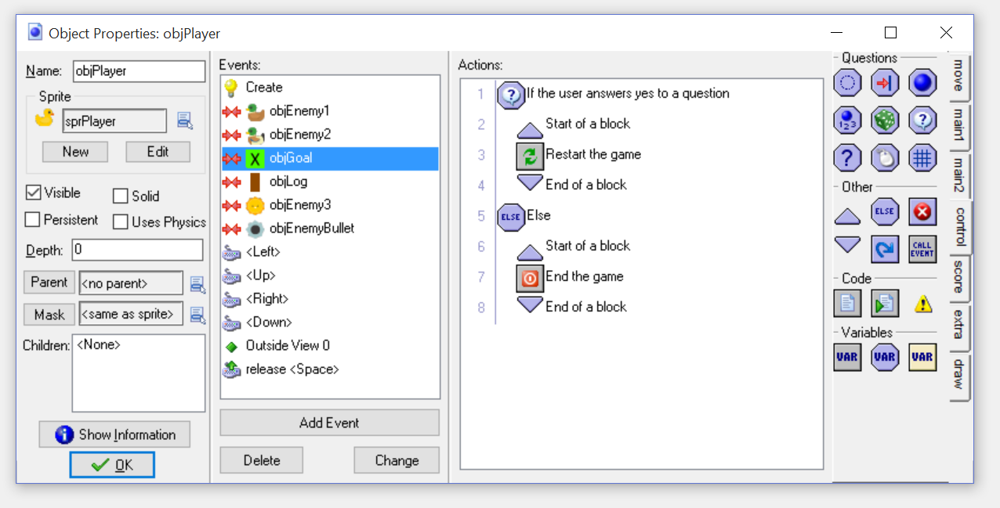 Object Properties: objPlayer
Name: objPlayer
Sprite
sprPlayer
New Edit
Visible Solid
Persistent Uses Physics
Depth: 0
Parent <no parent>
Mask <same as sprite>
Children: <None>
Show Information
OK
Events:
Create
objEnemy1
objEnemy2
X objGoal
objLog
objEnemy3
objEnemyBullet
<Left>
<Up>
<Right>
<Down>
Outside View 0
release <Space>
Add Event
Delete Change
Actions:
1 ? If the user answers yes to a question
2 Start of a block
3 Restart the game
4 End of a block
5 ELSE Else
6 Start of a block
7 End the game
8 End of a block
Questions
123 ?
?
Other
ELSE
CALL EVENT
Code
Variables
VAR VAR VAR
move
main1
main2
control
score
extra
draw